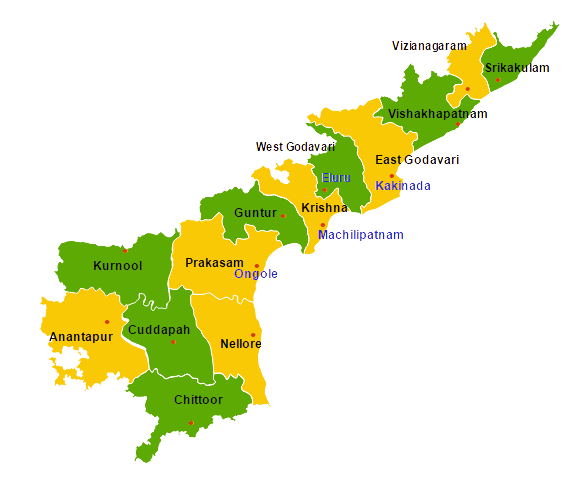 Vizianagaram
Srikakulam
Vishakhapatnam
West Godavari
East Godavari
Eluru
Kakinada
Krishna
Guntur
Machilipatnam
Prakasam
Kurnool
Ongole
Cuddapah
Anantapur
Nellore
Chittoor